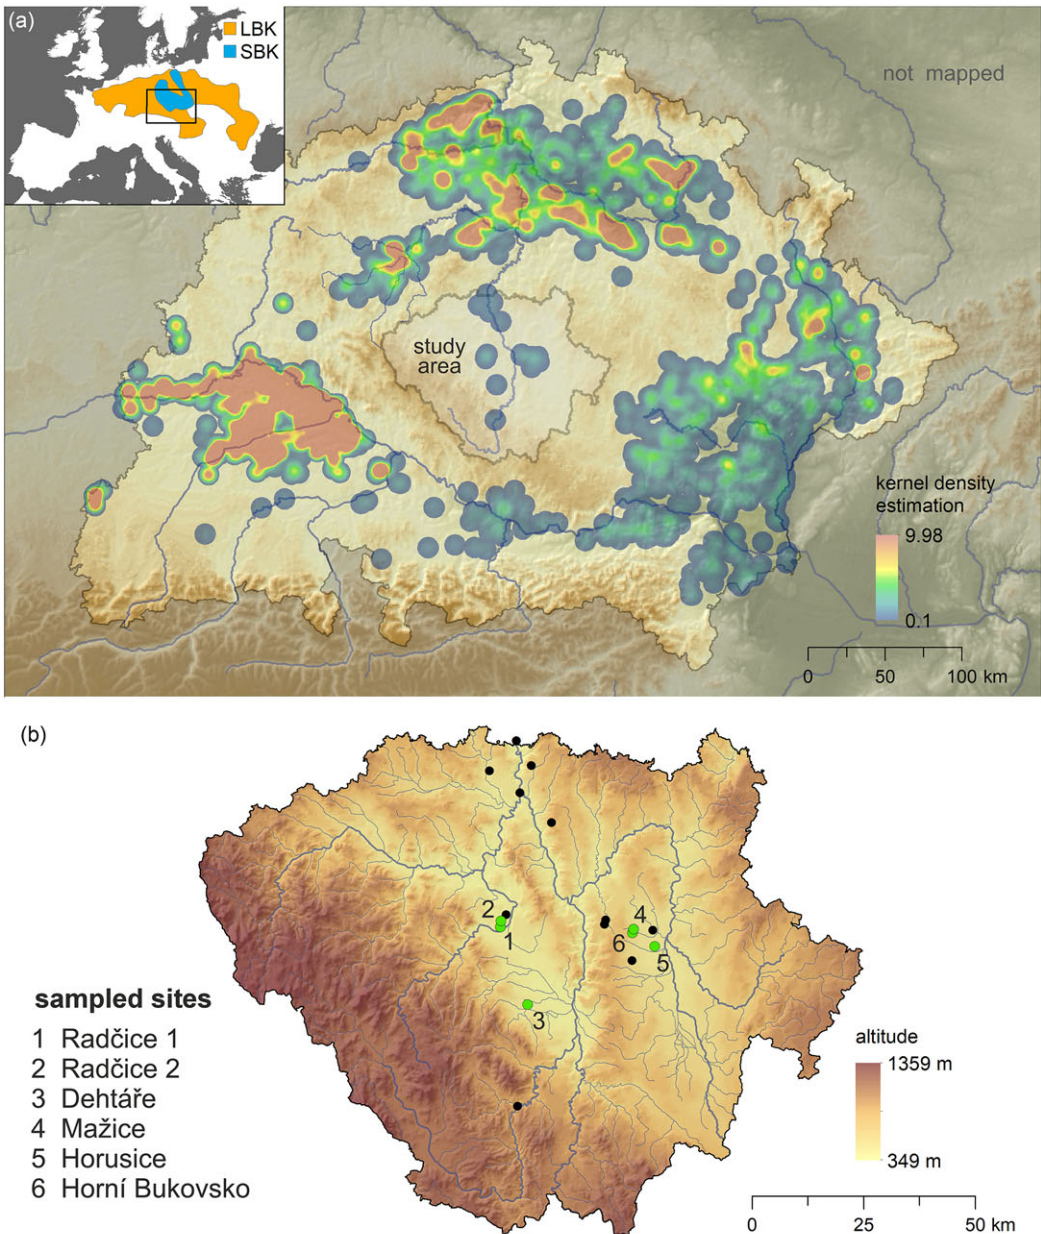 (a)
LBK
SBK
not mapped
study
area
kernel density
estimation
9.98
0.1
0 50 100 km
(b)
2
1
4
6
5
3
sampled sites
1 Radčice 1
2 Radčice 2
3 Dehtáře
4 Mažice
5 Horusice
6 Horní Bukovsko
altitude
1359 m
349 m
0 25 50 km